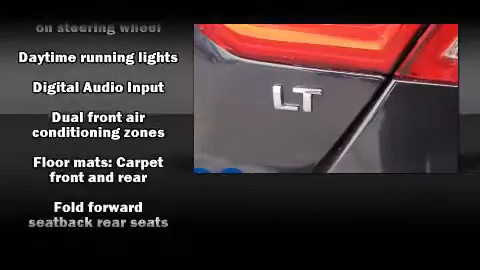 on steering wheel
Daytime running lights
Digital Audio Input
Dual front air
conditioning zones
Floor mats: Carpet
front and rear
Fold forward
seatback rear seats
LT